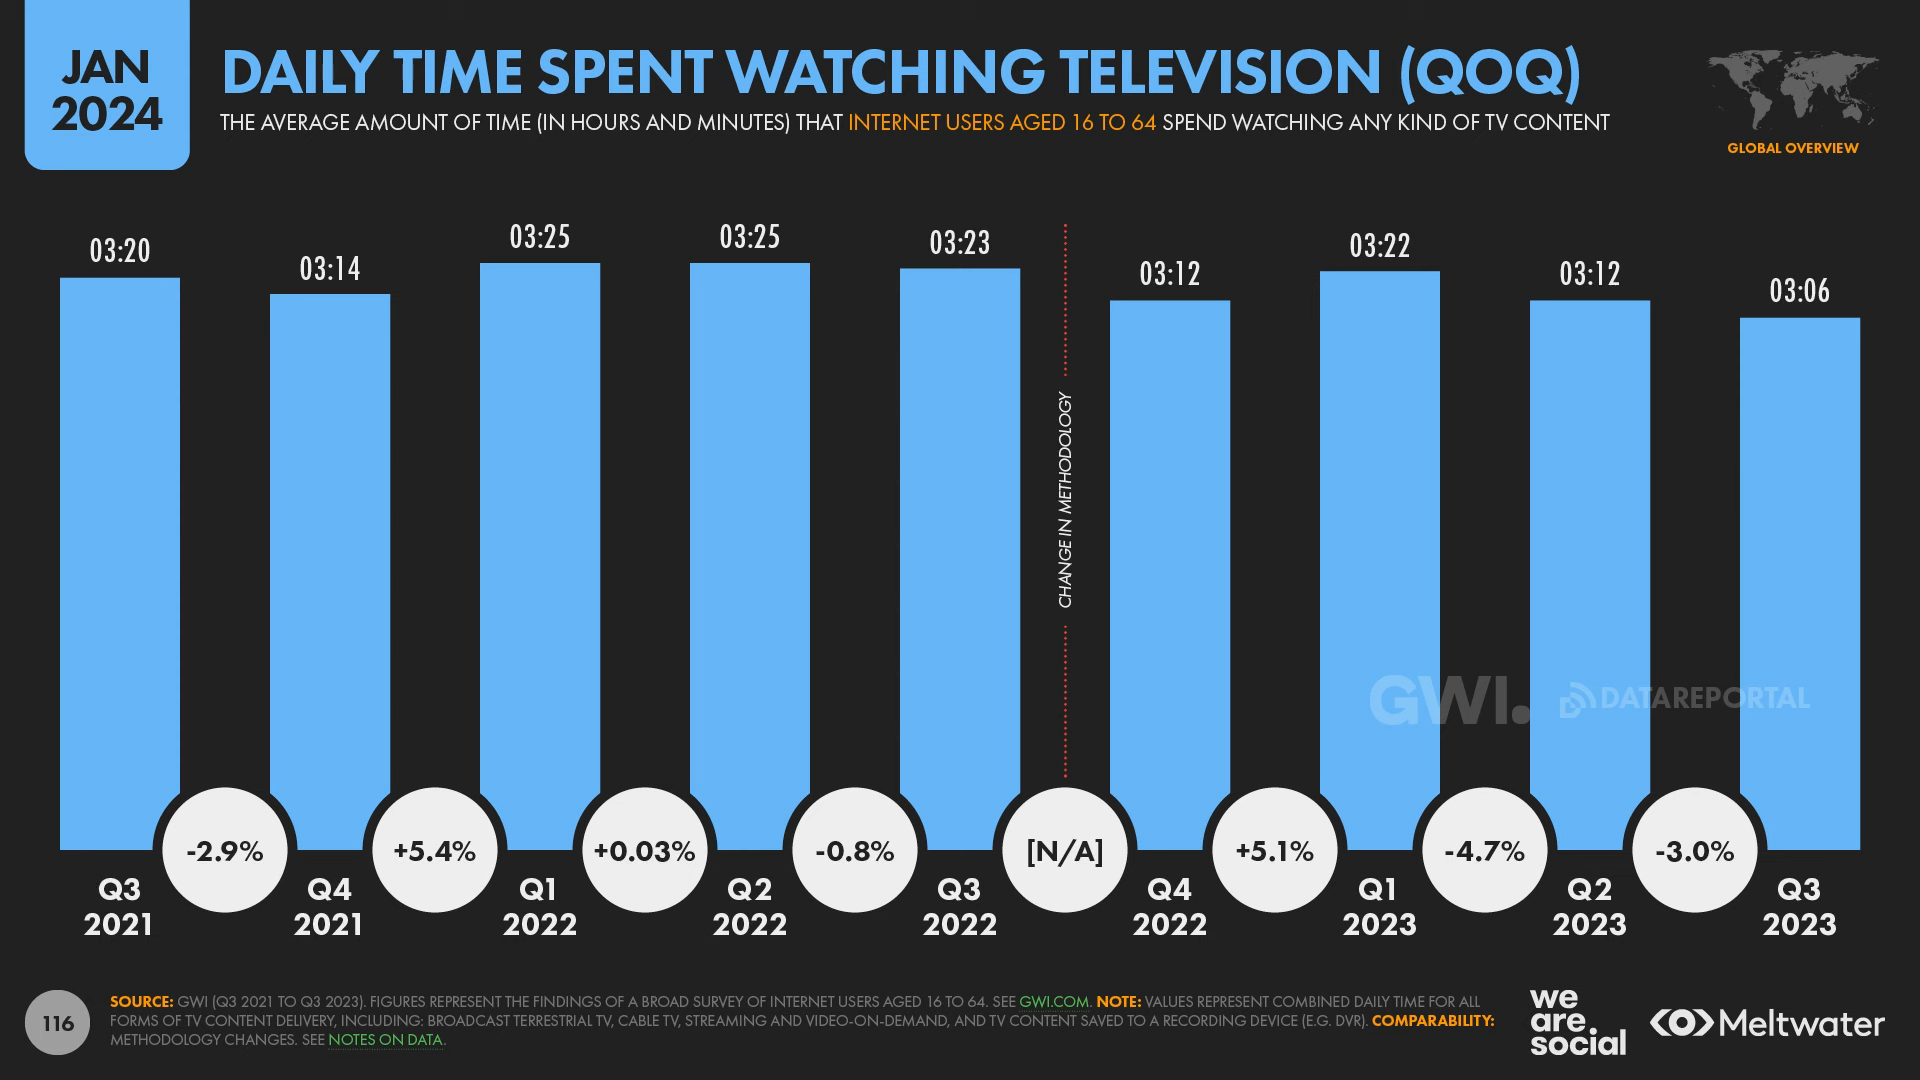 JAN
2024
DAILY TIME SPENT WATCHING TELEVISION (QOQ)
THE AVERAGE AMOUNT OF TIME (IN HOURS AND MINUTES) THAT INTERNET USERS AGED 16 TO 64 SPEND WATCHING ANY KIND OF TV CONTENT
GLOBAL OVERVIEW
03:20
03:14
03:25
03:25
03:23
03:12
03:22
03:12
03:06
CHANGE IN METHODOLOGY
GWI.
DATAREPORTAL
-2.9%
+5.4%
+0.03%
-0.8%
[N/A]
+5.1%
-4.7%
-3.0%
Q3
2021
Q4
2021
Q1
2022
Q2
2022
Q3
2022
Q4
2022
Q1
2023
Q2
2023
Q3
2023
116
SOURCE: GWI (Q3 2021 TO Q3 2023). FIGURES REPRESENT THE FINDINGS OF A BROAD SURVEY OF INTERNET USERS AGED 16 TO 64. SEE GWI.COM. NOTE: VALUES REPRESENT COMBINED DAILY TIME FOR ALL
FORMS OF TV CONTENT DELIVERY, INCLUDING: BROADCAST TERRESTRIAL TV, CABLE TV, STREAMING AND VIDEO-ON-DEMAND, AND TV CONTENT SAVED TO A RECORDING DEVICE (E.G. DVR). COMPARABILITY:
METHODOLOGY CHANGES. SEE NOTES ON DATA.
we
are
social
Meltwater